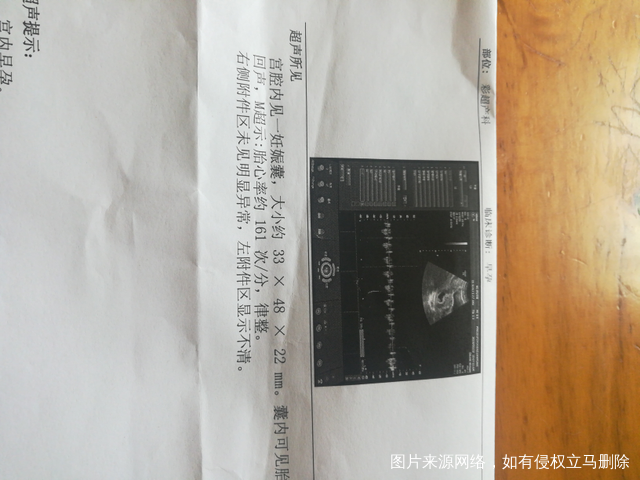 部位: 彩超产科
临床诊断: 早孕
超声所见
宫腔内见一妊娠囊, 大小约 33 × 48 × 22 mm。囊内可见胎
回声, M超示:胎心率约 161 次/分, 律整。
右侧附件区未见明显异常, 左附件区显示不清。
超声提示:
宫内早孕。
图片来源网络，如有侵权立马删除